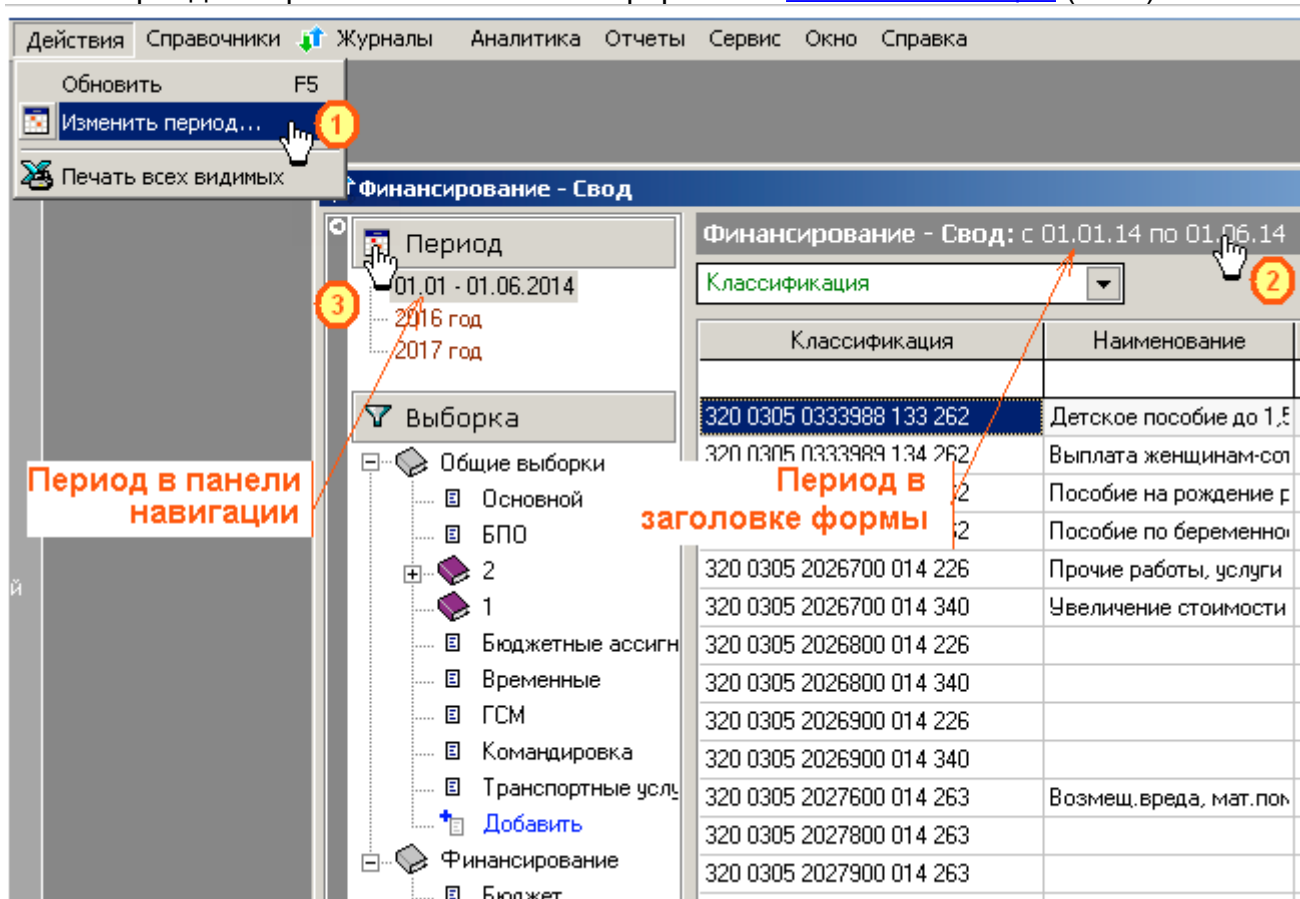 Действия Справочники Журналы Аналитика Отчеты Сервис Окно Справка
Обновить F5
Изменить период... 1
Печать всех видимых
Финансирование - Свод
Период
01.01 - 01.06.2014
3
2016 год
2017 год
Финансирование - Свод: с 01.01.14 по 01.06.14
Классификация
2
Выборка
Общие выборки
Основной
БПО
2
1
Бюджетные ассигн
Временные
ГСМ
Командировка
Транспортные услу
Добавить
Финансирование
Бюджет
Период в панели
навигации
Период в
заголовке формы
Классификация Наименование
320 0305 0333988 133 262 Детское пособие до 1,5
320 0305 0333989 134 262 Выплата женщинам-сот
2 Пособие на рождение р
2 Пособие по беременно
320 0305 2026700 014 226 Прочие работы, услуги
320 0305 2026700 014 340 Увеличение стоимости
320 0305 2026800 014 226
320 0305 2026800 014 340
320 0305 2026900 014 226
320 0305 2026900 014 340
320 0305 2027600 014 263 Возмещ.вреда, мат.пом
320 0305 2027800 014 263
320 0305 2027900 014 263
й